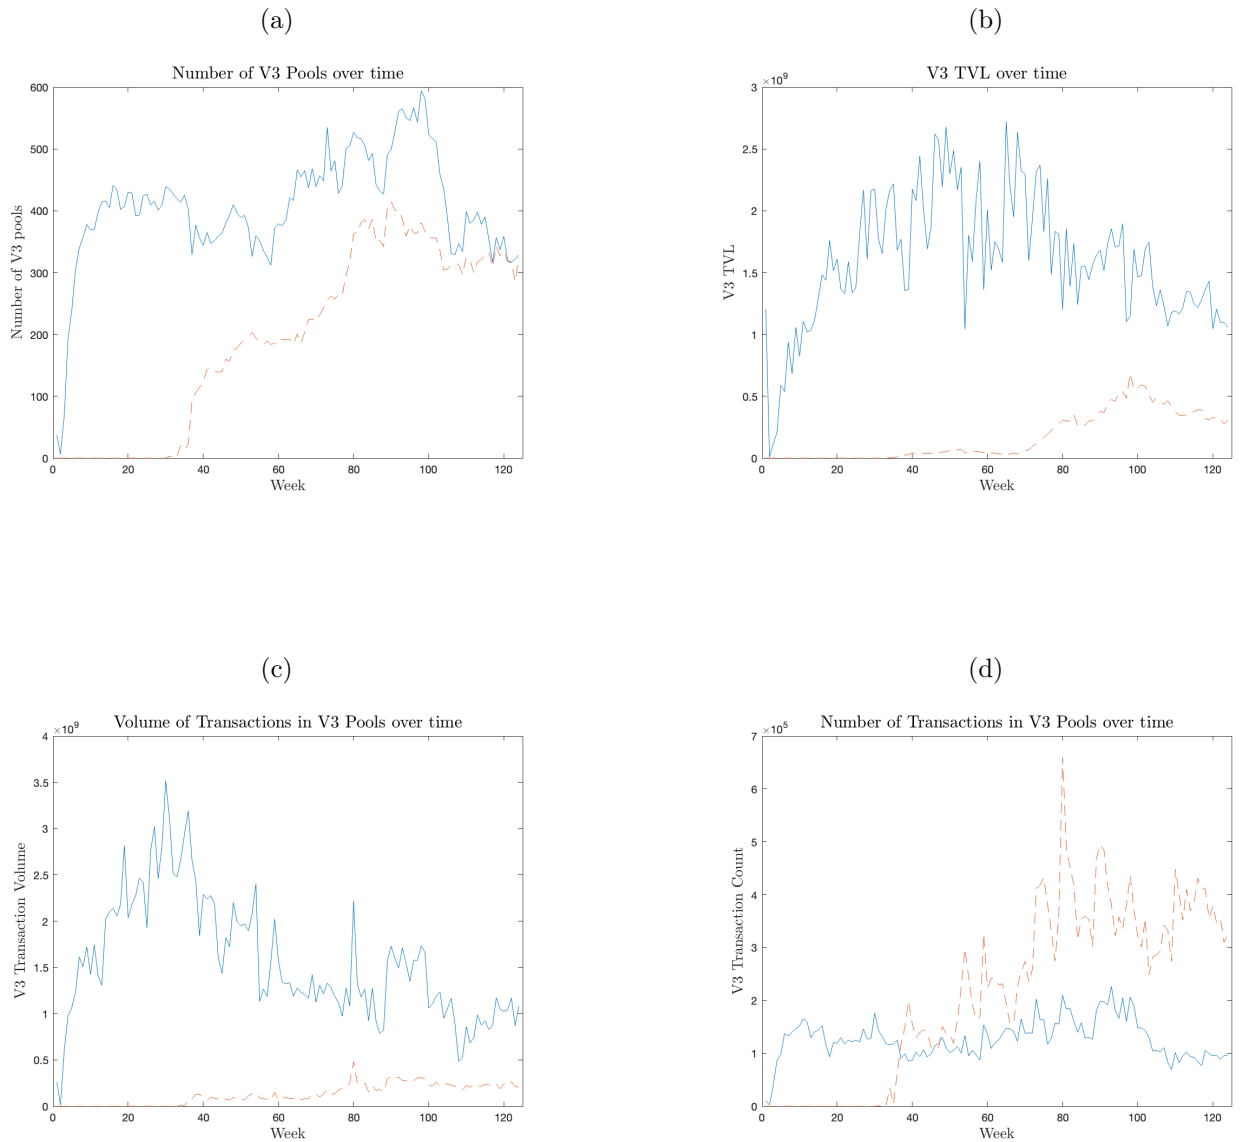 (a)
Number of V3 Pools over time
600
500
400
300
200
100
0
0 20 40 60 80 100 120
Number of V3 pools
Week
(b)
V3 TVL over time
×10^9
3
2.5
2
1.5
1
0.5
0
0 20 40 60 80 100 120
V3 TVL
Week
(c)
Volume of Transactions in V3 Pools over time
×10^9
4
3.5
3
2.5
2
1.5
1
0.5
0
0 20 40 60 80 100 120
V3 Transaction Volume
Week
(d)
Number of Transactions in V3 Pools over time
×10^5
7
6
5
4
3
2
1
0
0 20 40 60 80 100 120
V3 Transaction Count
Week